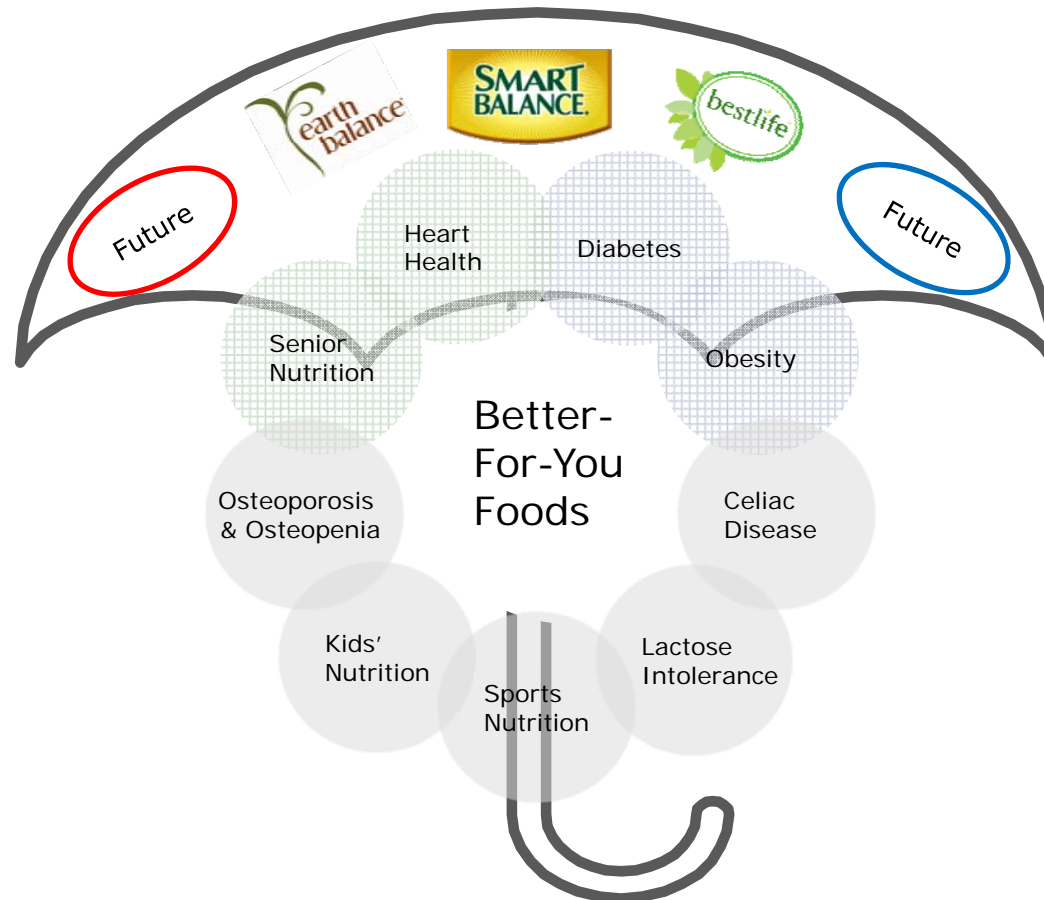 earth
balance
SMART
BALANCE.
bestlife
Future
Future
Heart
Health
Diabetes
Senior
Nutrition
Obesity
Better-
For-You
Foods
Osteoporosis
& Osteopenia
Celiac
Disease
Kids'
Nutrition
Lactose
Intolerance
Sports
Nutrition